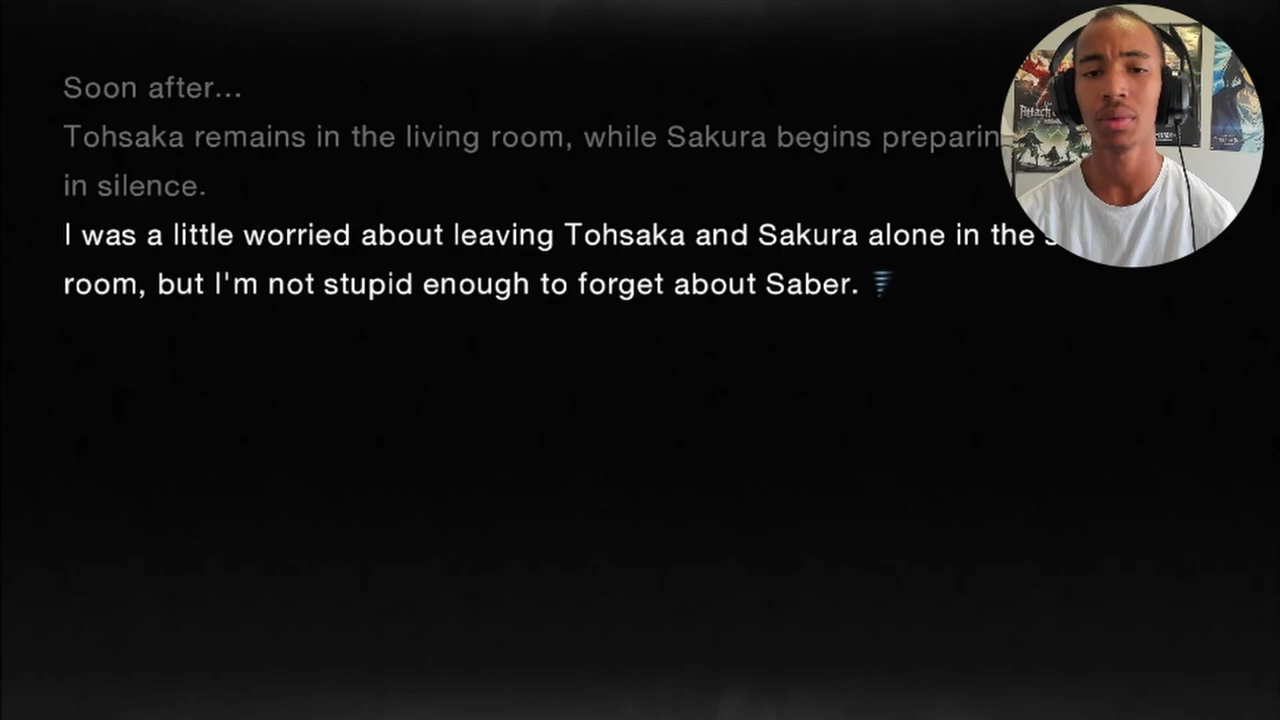 Soon after...
Tohsaka remains in the living room, while Sakura begins
in silence.
I was a little worried about leaving Tohsaka and Sakura alone in the
room, but I'm not stupid enough to forget about Saber.
Attack